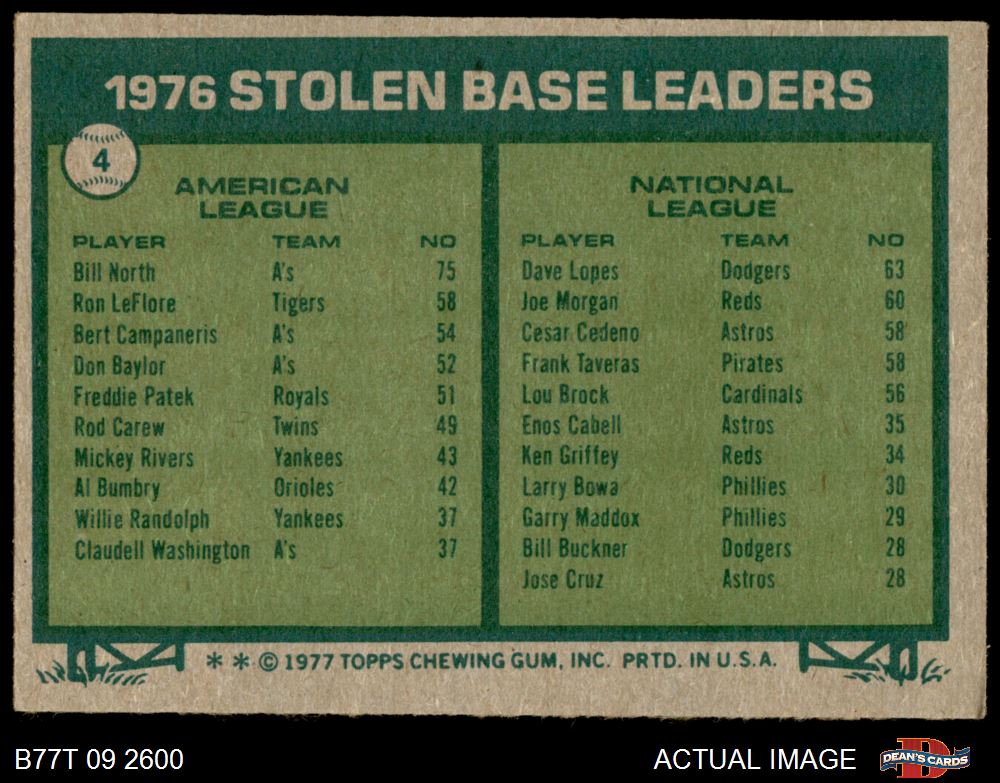 1976 STOLEN BASE LEADERS
4
AMERICAN
LEAGUE
PLAYER TEAM NO
Bill North A's 75
Ron LeFlore Tigers 58
Bert Campaneris A's 54
Don Baylor A's 52
Freddie Patek Royals 51
Rod Carew Twins 49
Mickey Rivers Yankees 43
Al Bumbry Orioles 42
Willie Randolph Yankees 37
Claudell Washington A's 37
NATIONAL
LEAGUE
PLAYER TEAM NO
Dave Lopes Dodgers 63
Joe Morgan Reds 60
Cesar Cedeno Astros 58
Frank Taveras Pirates 58
Lou Brock Cardinals 56
Enos Cabell Astros 35
Ken Griffey Reds 34
Larry Bowa Phillies 30
Garry Maddox Phillies 29
Bill Buckner Dodgers 28
Jose Cruz Astros 28
* * © 1977 TOPPS CHEWING GUM, INC. PRTD. IN U.S.A.
B77T 09 2600
ACTUAL IMAGE
D
DEAN'S CARDS